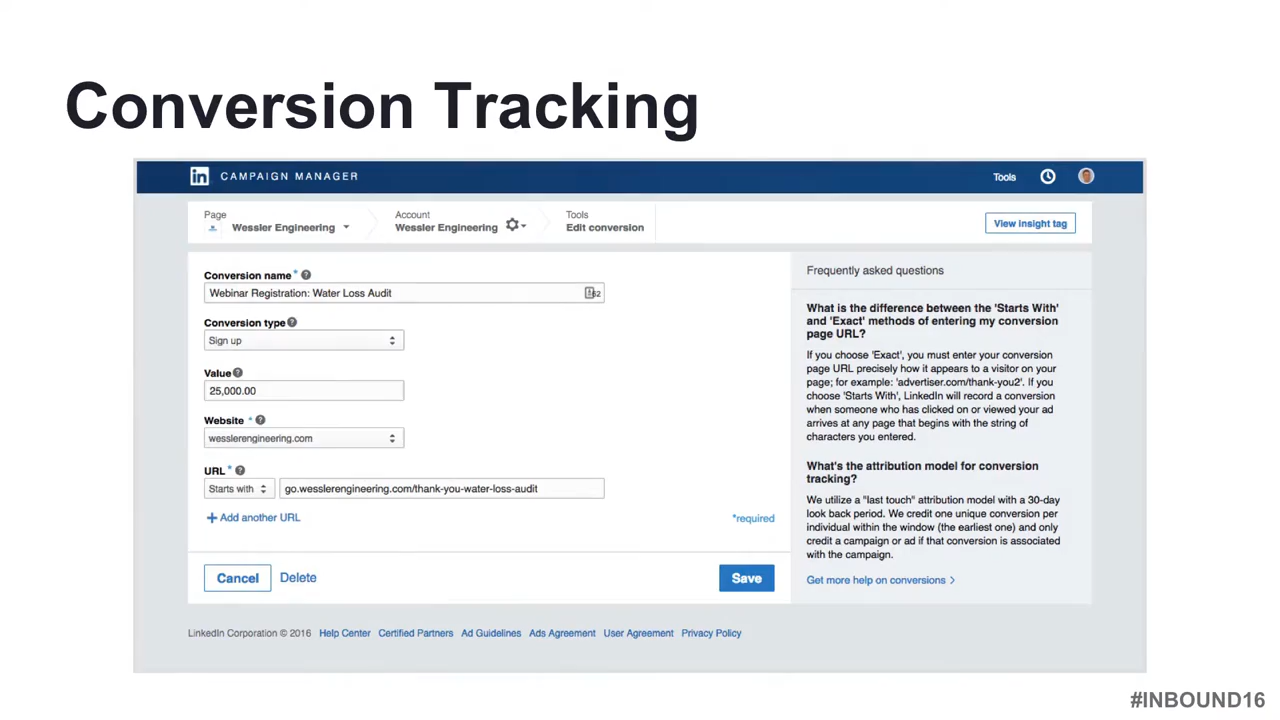 Conversion Tracking
in CAMPAIGN MANAGER
Tools
Page
Wessler Engineering
Account
Wessler Engineering
Tools
Edit conversion
View insight tag
Conversion name *
Webinar Registration: Water Loss Audit
62
Conversion type
Sign up
Value
25,000.00
Website *
wesslerengineering.com
URL *
Starts with
go.wesslerengineering.com/thank-you-water-loss-audit
+ Add another URL
*required
Cancel
Delete
Save
Frequently asked questions
What is the difference between the 'Starts With'
and 'Exact' methods of entering my conversion
page URL?
If you choose 'Exact', you must enter your conversion
page URL precisely how it appears to a visitor on your
page; for example: 'advertiser.com/thank-you2'. If you
choose 'Starts With', LinkedIn will record a conversion
when someone who has clicked on or viewed your ad
arrives at any page that begins with the string of
characters you entered.
What's the attribution model for conversion
tracking?
We utilize a "last touch" attribution model with a 30-day
look back period. We credit one unique conversion per
individual within the window (the earliest one) and only
credit a campaign or ad if that conversion is associated
with the campaign.
Get more help on conversions >
LinkedIn Corporation © 2016 Help Center Certified Partners Ad Guidelines Ads Agreement User Agreement Privacy Policy
#INBOUND16